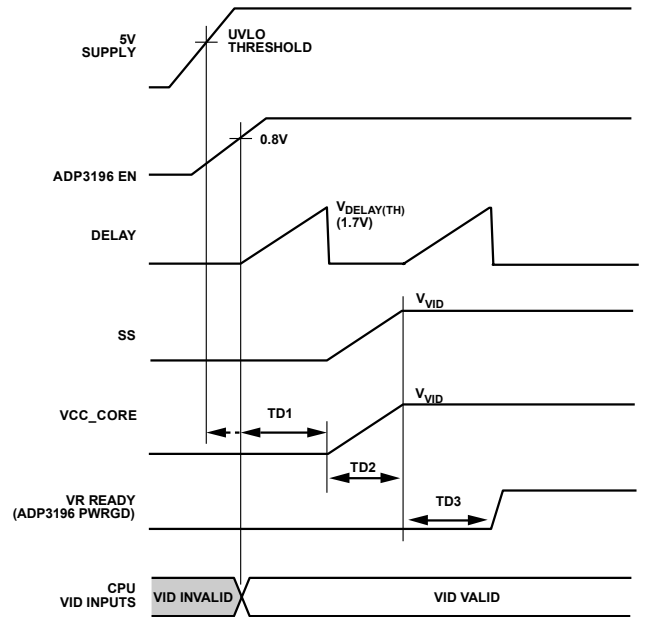 5V
SUPPLY
UVLO
THRESHOLD
0.8V
ADP3196 EN
DELAY
VDELAY(TH)
(1.7V)
SS
VVID
VCC_CORE
VVID
TD1
TD2
TD3
VR READY
(ADP3196 PWRGD)
CPU
VID INPUTS
VID INVALID
VID VALID